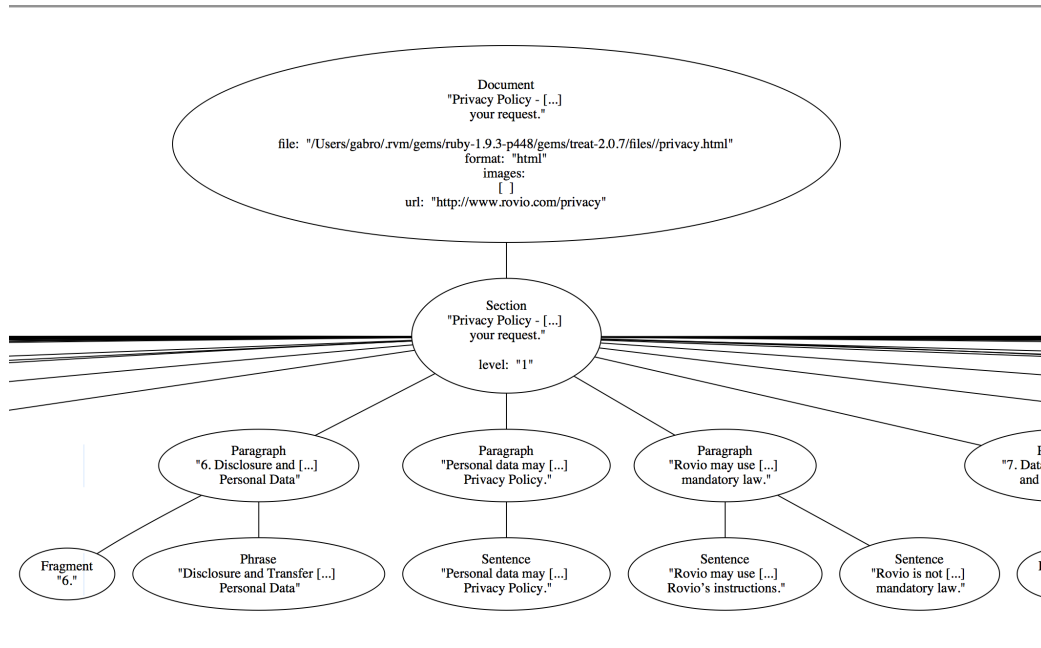 Document
"Privacy Policy - [...]
your request."
file: "/Users/gabro/.rvm/gems/ruby-1.9.3-p448/gems/treat-2.0.7/files//privacy.html"
format: "html"
images:
[ ]
url: "http://www.rovio.com/privacy"
Section
"Privacy Policy - [...]
your request."
level: "1"
Paragraph
"6. Disclosure and [...]
Personal Data"
Paragraph
"Personal data may [...]
Privacy Policy."
Paragraph
"Rovio may use [...]
mandatory law."
"7. Data
and
Fragment
"6."
Phrase
"Disclosure and Transfer [...]
Personal Data"
Sentence
"Personal data may [...]
Privacy Policy."
Sentence
"Rovio may use [...]
Rovio’s instructions."
Sentence
"Rovio is not [...]
mandatory law."